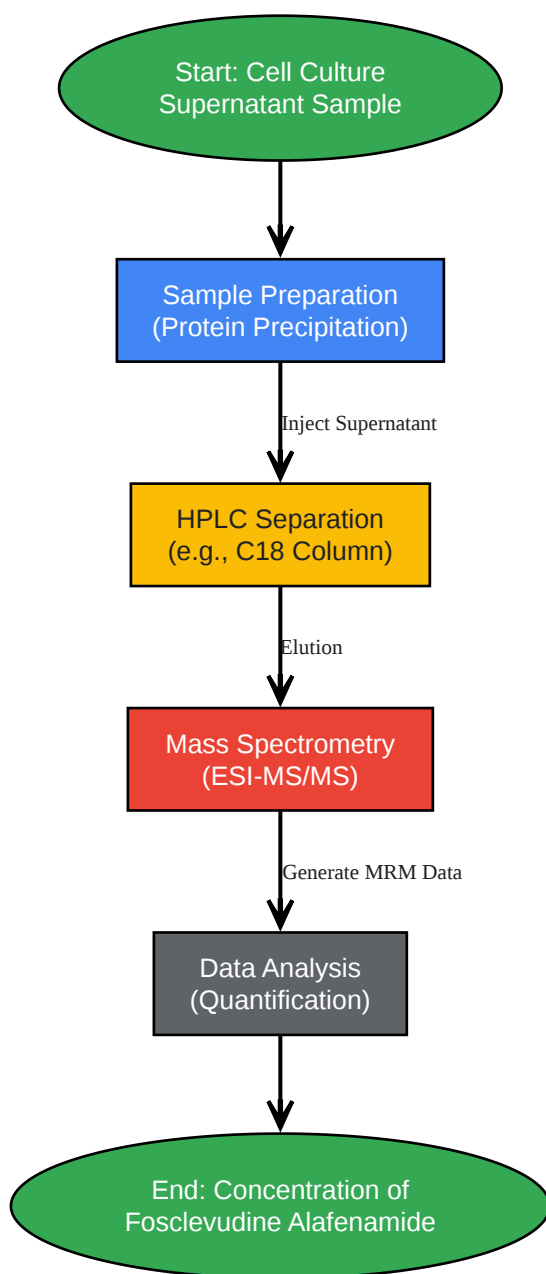 Start: Cell Culture
Supernatant Sample
Sample Preparation
(Protein Precipitation)
Inject Supernatant
HPLC Separation
(e.g., C18 Column)
Elution
Mass Spectrometry
(ESI-MS/MS)
Generate MRM Data
Data Analysis
(Quantification)
End: Concentration of
Fosclevudine Alafenamide